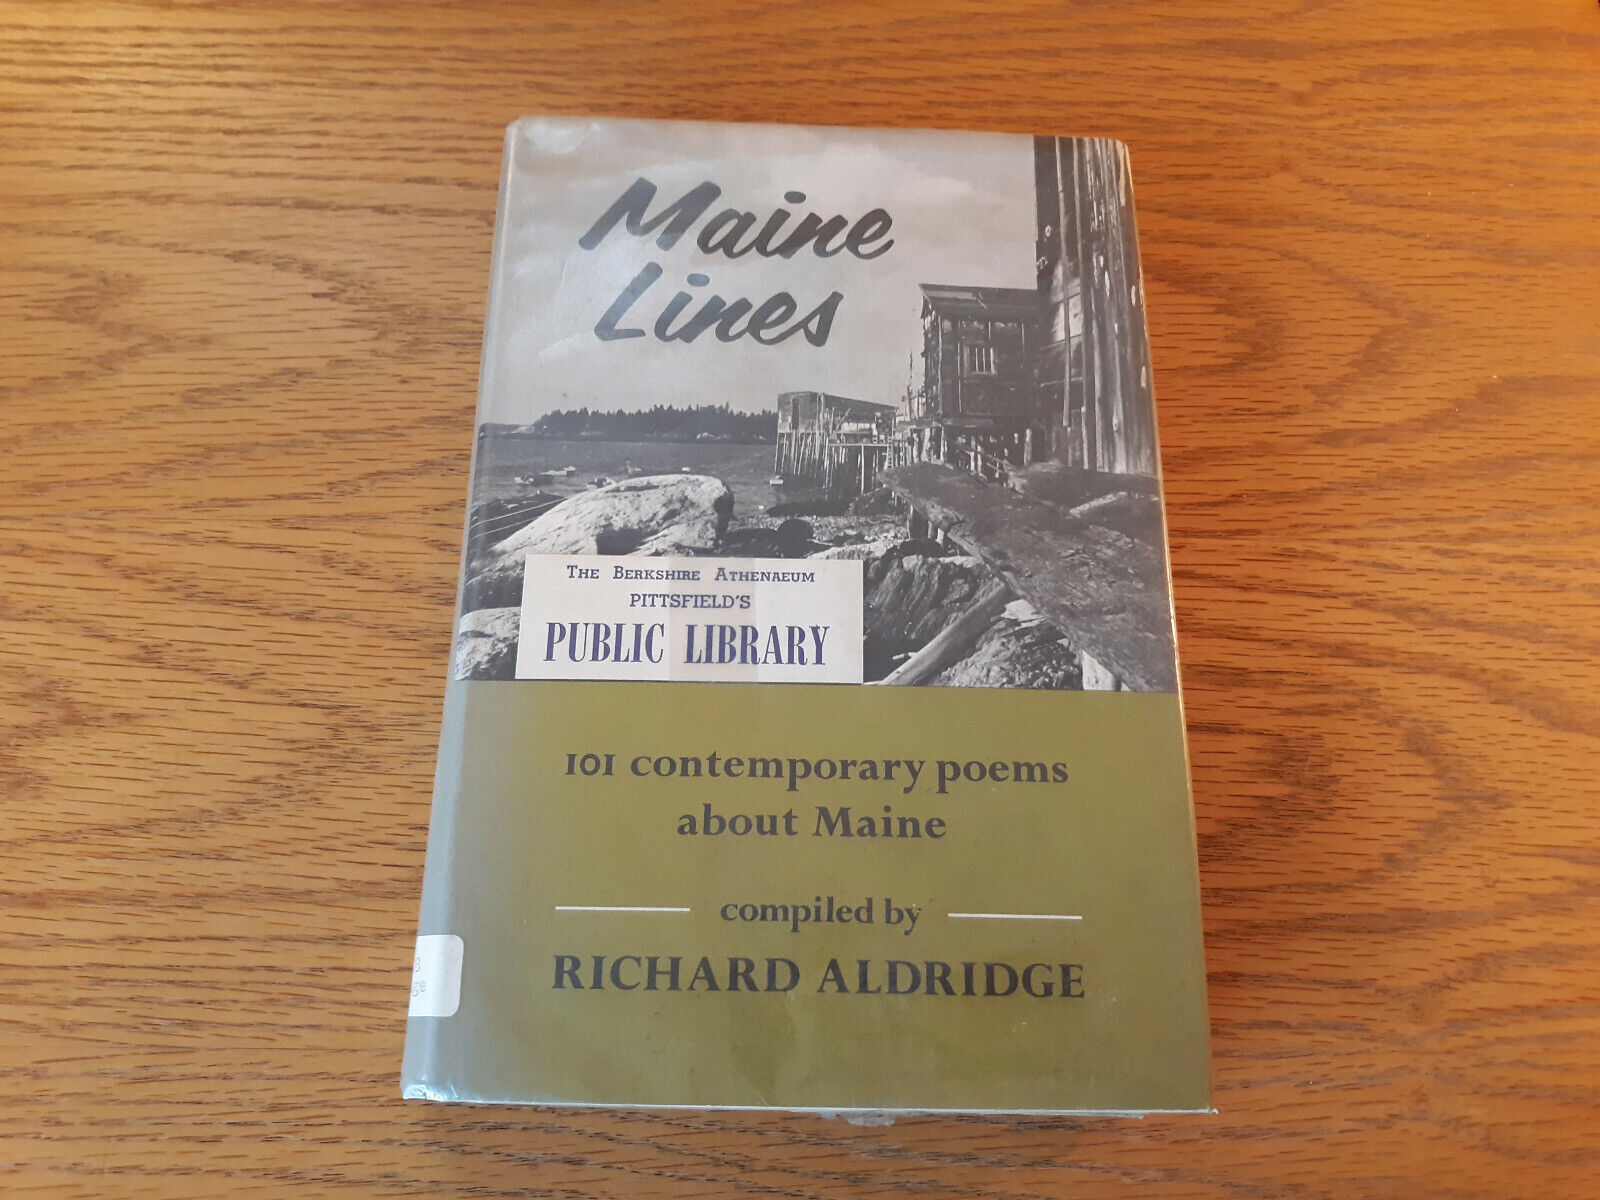 Maine
Lines
THE BERKSHIRE ATHENAEUM
PITTSFIELD'S
PUBLIC LIBRARY
101 contemporary poems
about Maine
compiled by
RICHARD ALDRIDGE